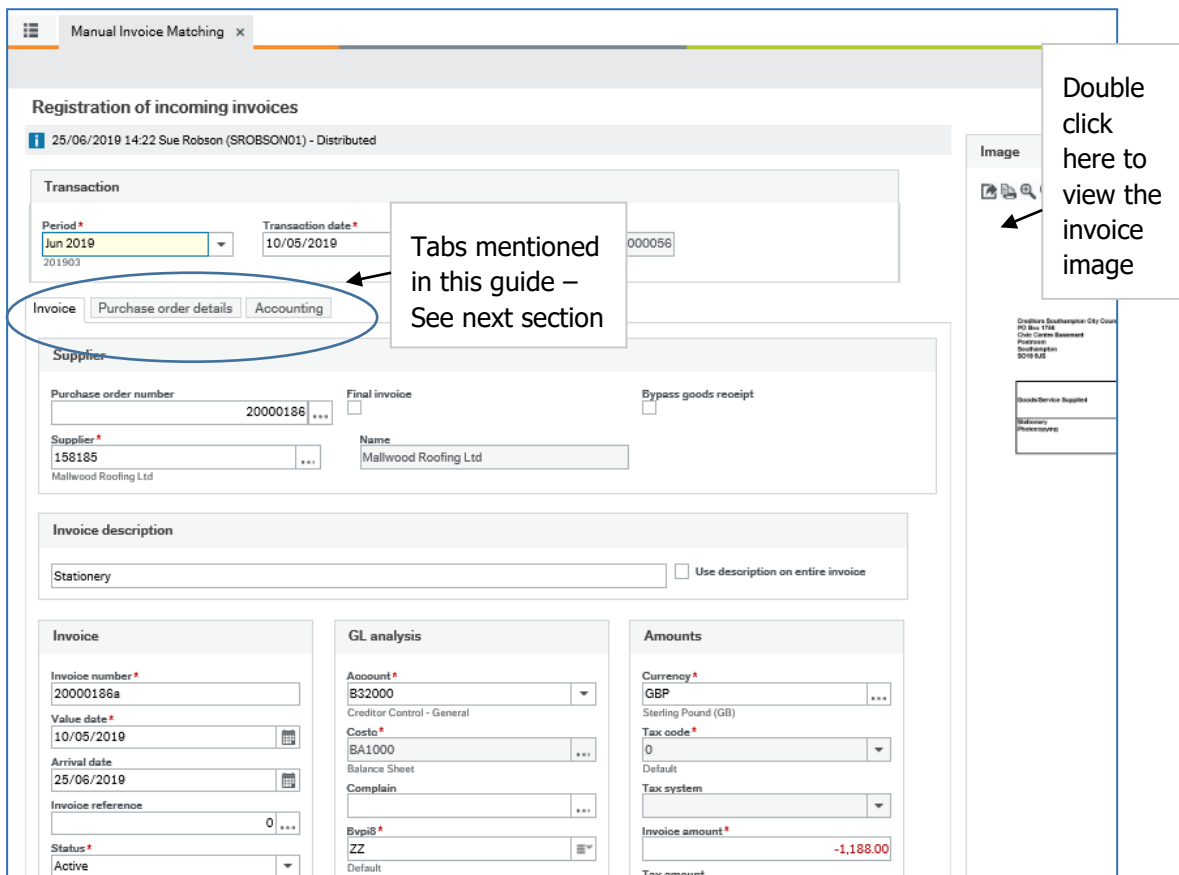 Manual Invoice Matching ×
Registration of incoming invoices
i 25/06/2019 14:22 Sue Robson (SROBSON01) - Distributed
Transaction
Period*
Jun 2019
201903
Transaction date*
10/05/2019
000056
Tabs mentioned
in this guide –
See next section
Image
Double
click
here to
view the
invoice
image
Invoice Purchase order details Accounting
Supplier
Purchase order number
20000186 ...
Final invoice
Bypass goods receipt
Supplier*
158185 ...
Mallwood Roofing Ltd
Name
Mallwood Roofing Ltd
Invoice description
Stationery
Use description on entire invoice
Invoice
Invoice number*
20000186a
Value date*
10/05/2019
Arrival date
25/06/2019
Invoice reference
0 ...
Status*
Active
GL analysis
Account*
B32000
Creditor Control - General
Costc*
BA1000 ...
Balance Sheet
Complain
...
Bvpi8*
ZZ
Default
Amounts
Currency*
GBP ...
Sterling Pound (GB)
Tax code*
0
Default
Tax system
Invoice amount*
-1,188.00
Tax amount
Creditors Southampton City Coun
PO Box 1786
Civic Centre Basement
Postroom
Southampton
Goods/Service Supplied
Stationery
Photocopying